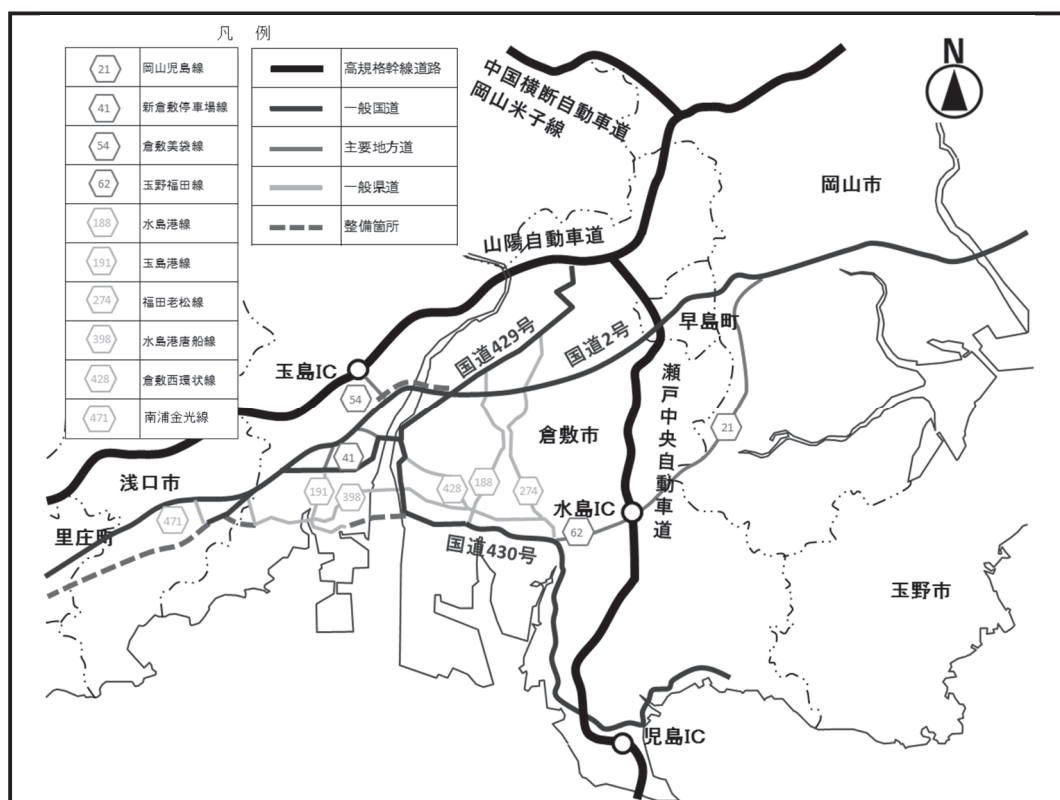 凡 例
21 岡山児島線
41 新倉敷停車場線
54 倉敷美袋線
62 玉野福田線
188 水島港線
191 玉島港線
274 福田老松線
398 水島港唐船線
428 倉敷西環状線
471 南浦金光線
高規格幹線道路
一般国道
主要地方道
一般県道
整備箇所
N
中国横断自動車道
岡山米子線
岡山市
山陽自動車道
早島町
国道429号
国道2号
玉島IC
54
瀬戸中央自動車道
21
倉敷市
41
浅口市
191
398
428
188
274
水島IC
471
里庄町
62
国道430号
玉野市
児島IC